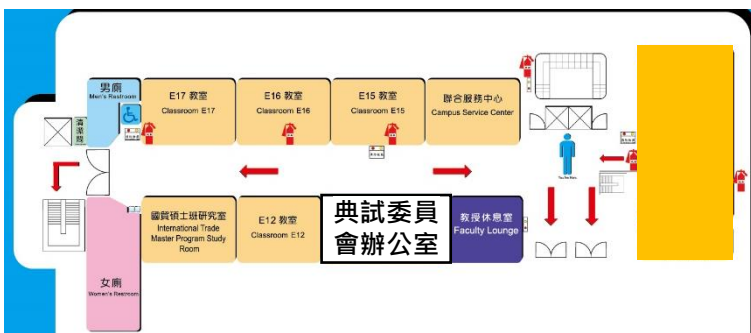 男廁
Men's Restroom
E17 教室
Classroom E17
E16 教室
Classroom E16
E15 教室
Classroom E15
聯合服務中心
Campus Service Center
國貿碩士班研究室
International Trade
Master Program Study
Room
E12 教室
Classroom E12
典試委員
會辦公室
教授休息室
Faculty Lounge
女廁
Women's Restroom